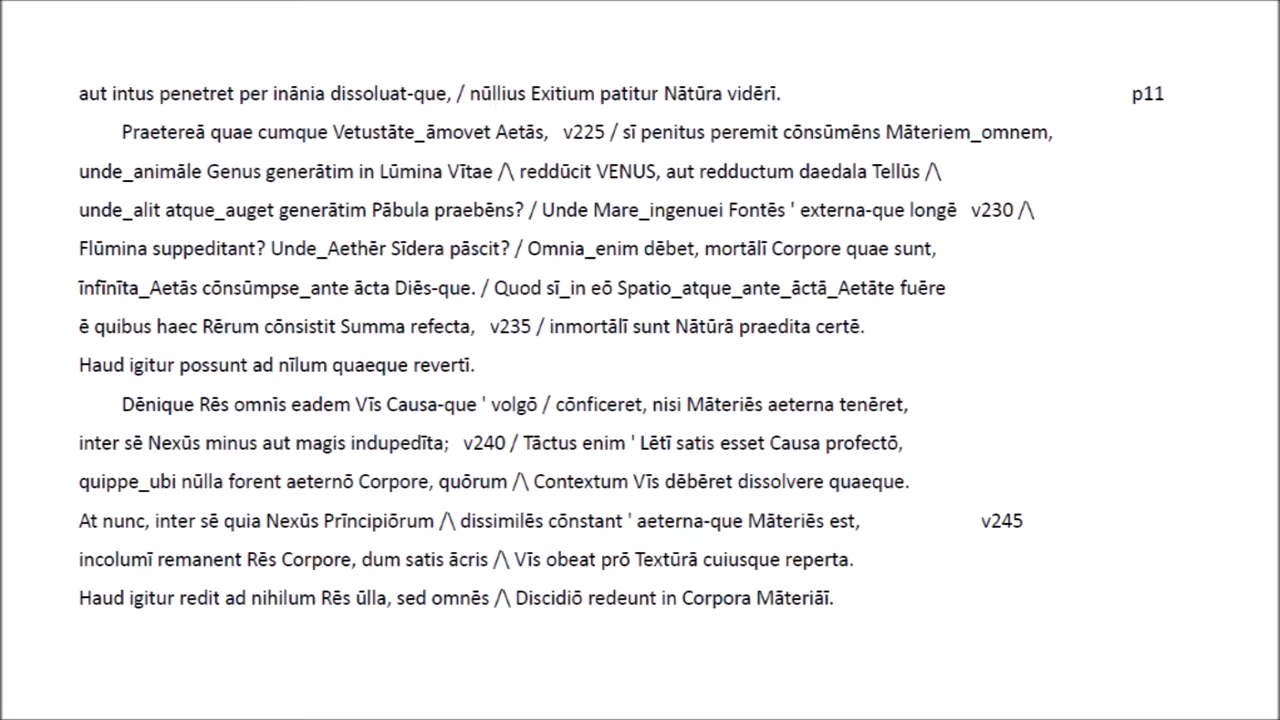 aut intus penetret per inānia dissoluat-que, / nūllius Exitium patitur Nātūra vidērī. p11
Praetereā quae cumque Vetustāte_āmovet Aetās, v225 / sī penitus peremit cōnsūmēns Māteriem_omnem,
unde_animāle Genus generātim in Lūmina Vītae /\ reddūcit VENUS, aut redductum daedala Tellūs /\
unde_alit atque_auget generātim Pābula praebēns? / Unde Mare_ingenuei Fontēs ' externa-que longē v230 /\
Flūmina suppeditant? Unde_Aethēr Sīdera pāscit? / Omnia_enim dēbet, mortālī Corpore quae sunt,
īnfīnīta_Aetās cōnsūmpse_ante ācta Diēs-que. / Quod sī_in eō Spatio_atque_ante_āctā_Aetāte fuēre
ē quibus haec Rērum cōnsistit Summa refecta, v235 / inmortālī sunt Nātūrā praedita certē.
Haud igitur possunt ad nīlum quaeque revertī.
Dēnique Rēs omnīs eadem Vīs Causa-que ' volgō / cōnficeret, nisi Māteriēs aeterna tenēret,
inter sē Nexūs minus aut magis indupedīta; v240 / Tāctus enim ' Lētī satis esset Causa profectō,
quippe_ubi nūlla forent aeternō Corpore, quōrum /\ Contextum Vīs dēbēret dissolvere quaeque.
At nunc, inter sē quia Nexūs Prīncipiōrum /\ dissimilēs cōnstant ' aeterna-que Māteriēs est, v245
incolumī remanent Rēs Corpore, dum satis ācris /\ Vīs obeat prō Textūrā cuiusque reperta.
Haud igitur redit ad nihilum Rēs ūlla, sed omnēs /\ Discidiō redeunt in Corpora Māteriāī.